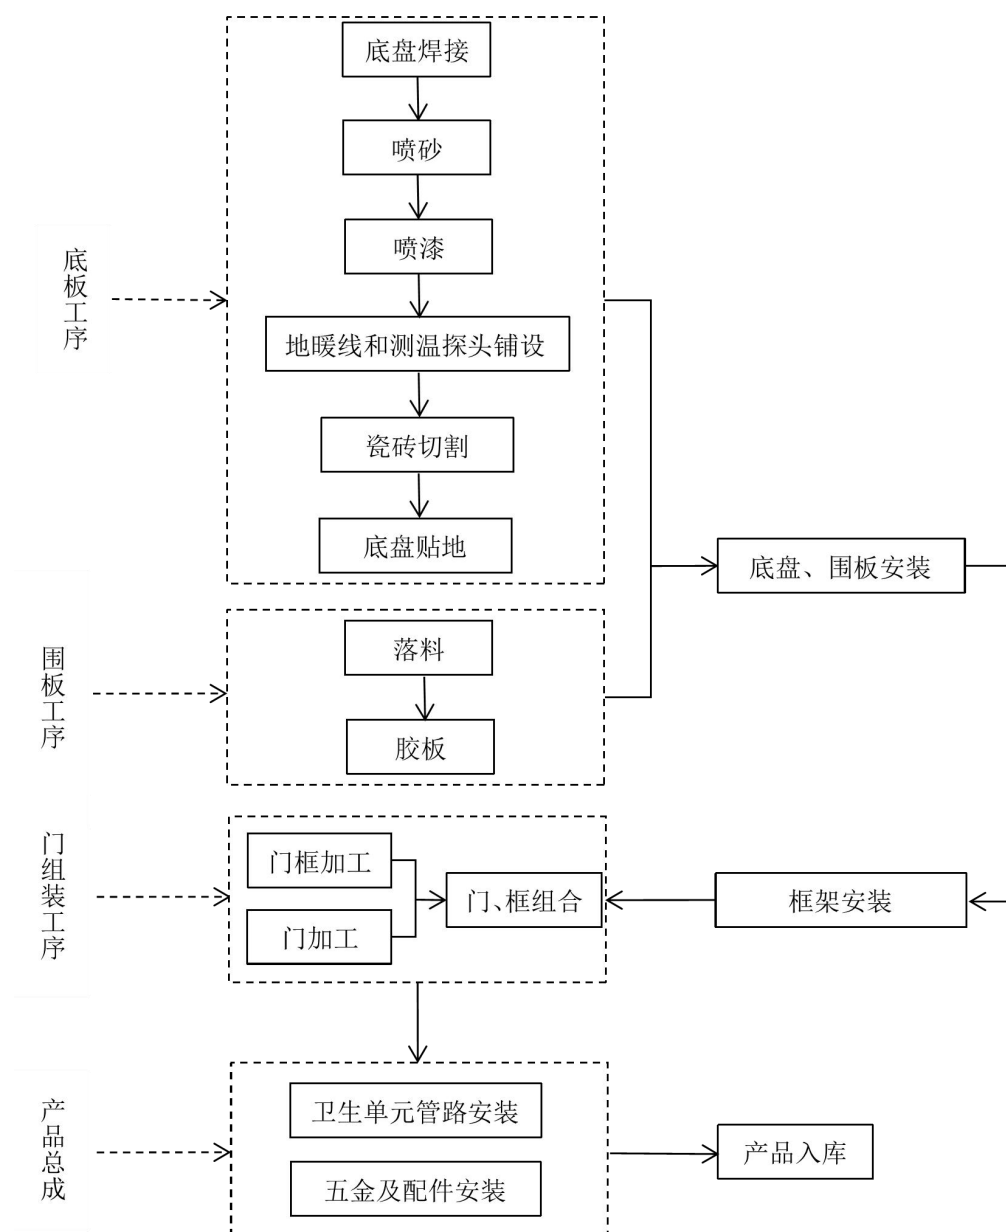 底盘焊接
喷砂
喷漆
底板工序
地暖线和测温探头铺设
瓷砖切割
底盘贴地
底盘、围板安装
围板工序
落料
胶板
门组装工序
门框加工
门加工
门、框组合
框架安装
产品总成
卫生单元管路安装
五金及配件安装
产品入库